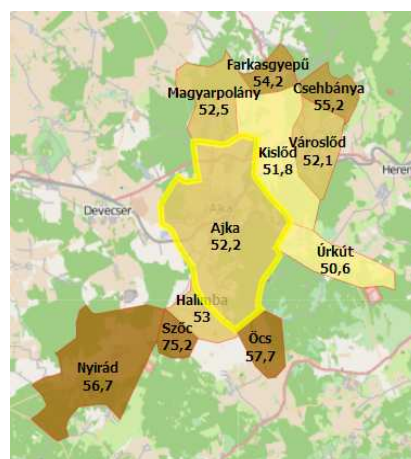 Farkasgyepű
54,2
Csehbánya
55,2
Magyarpolány
52,5
Városlőd
52,1
Kislőd
51,8
Heren
Devecser
Ajka
52,2
Úrkút
50,6
Halimba
53
Szőc
75,2
Öcs
57,7
Nyirád
56,7